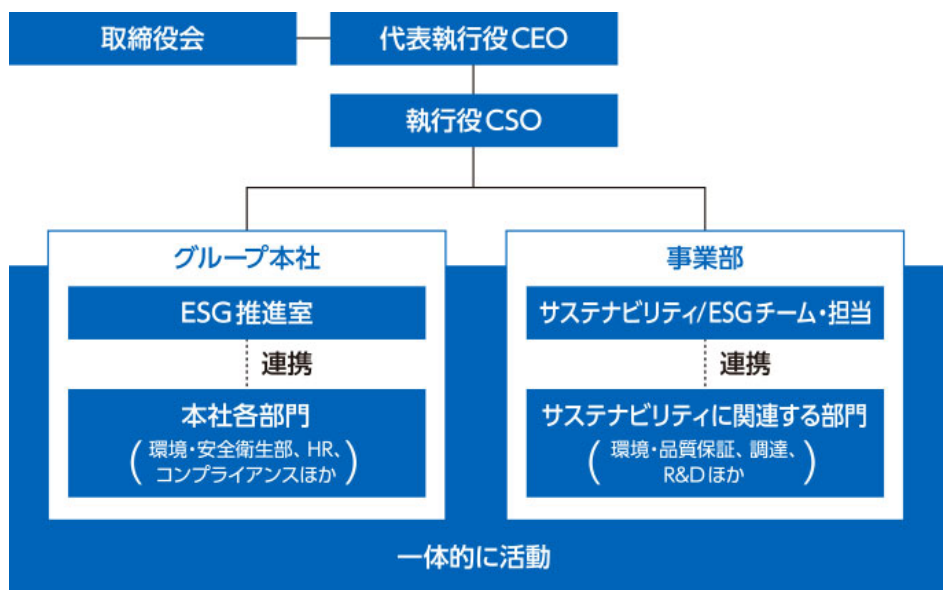 取締役会
代表執行役CEO
執行役CSO
グループ本社
ESG推進室
連携
本社各部門
(環境・安全衛生部、HR、
コンプライアンスほか)
事業部
サステナビリティ/ESGチーム・担当
連携
サステナビリティに関連する部門
(環境・品質保証、調達、
R&Dほか)
一体的に活動